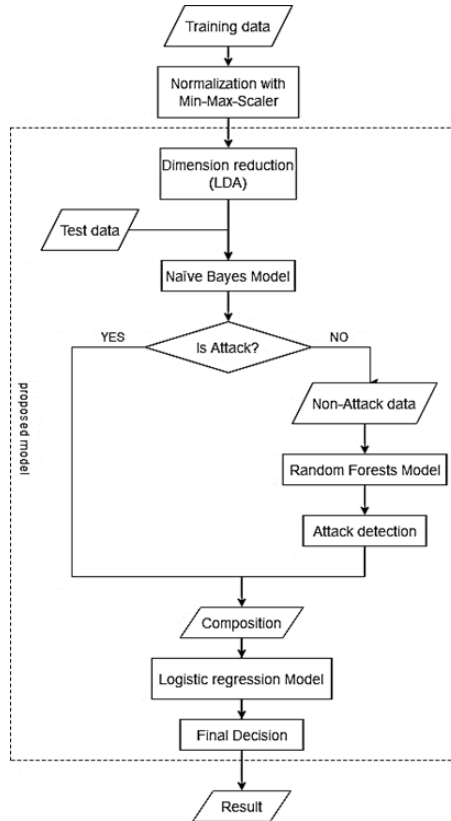 Training data
Normalization with
Min-Max-Scaler
Dimension reduction
(LDA)
Test data
Naïve Bayes Model
YES
Is Attack?
NO
Non-Attack data
proposed model
Random Forests Model
Attack detection
Composition
Logistic regression Model
Final Decision
Result